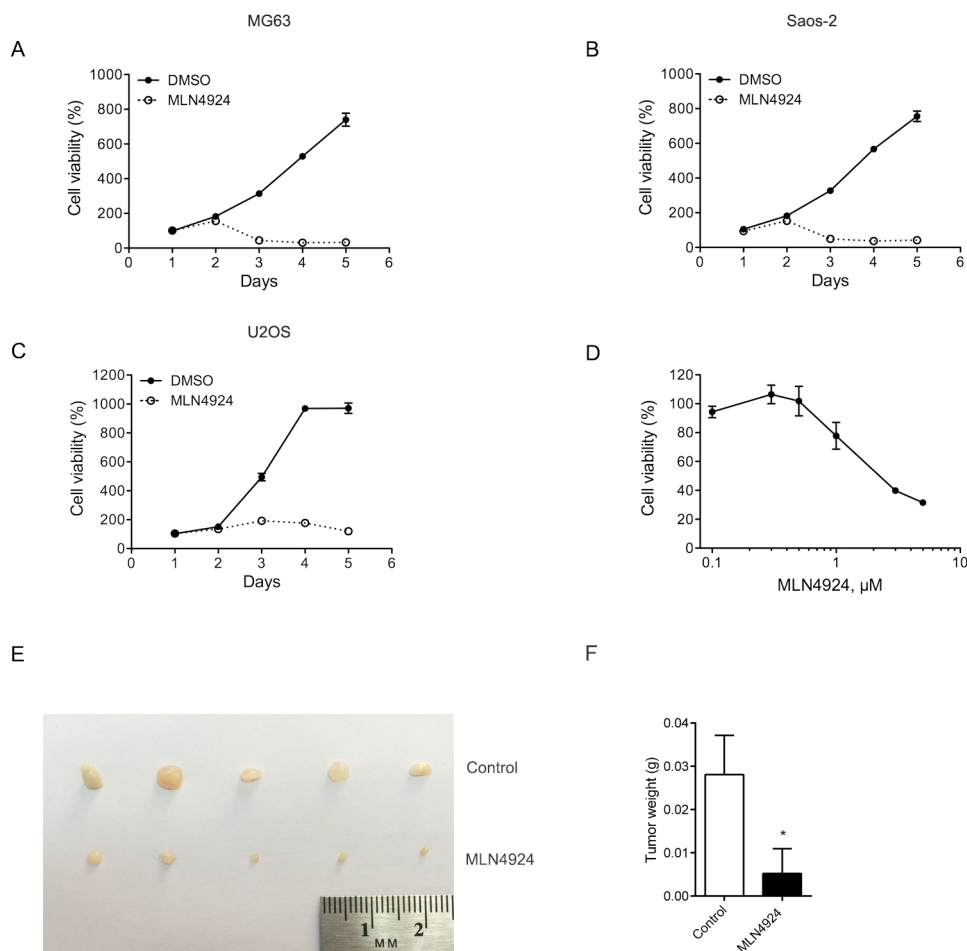 MG63
Saos-2
A
B
1000
800
600
400
200
0
Cell viability (%)
DMSO
MLN4924
0 1 2 3 4 5 6
Days
1000
800
600
400
200
0
Cell viability (%)
DMSO
MLN4924
0 1 2 3 4 5 6
Days
U2OS
C
D
1200
1000
800
600
400
200
0
Cell viability (%)
DMSO
MLN4924
0 1 2 3 4 5 6
Days
120
100
80
60
40
20
0
Cell viability (%)
0.1 1 10
MLN4924, μM
E
F
Control
MLN4924
1 2
MM
0.04
0.03
0.01
0.01
0.00
Tumor weight (g)
*
Control
MLN4924